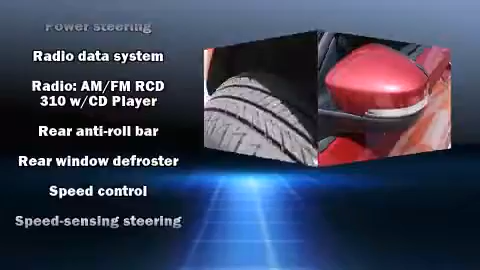 Power steering
Radio data system
Radio: AM/FM RCD
310 w/CD Player
Rear anti-roll bar
Rear window defroster
Speed control
Speed-sensing steering